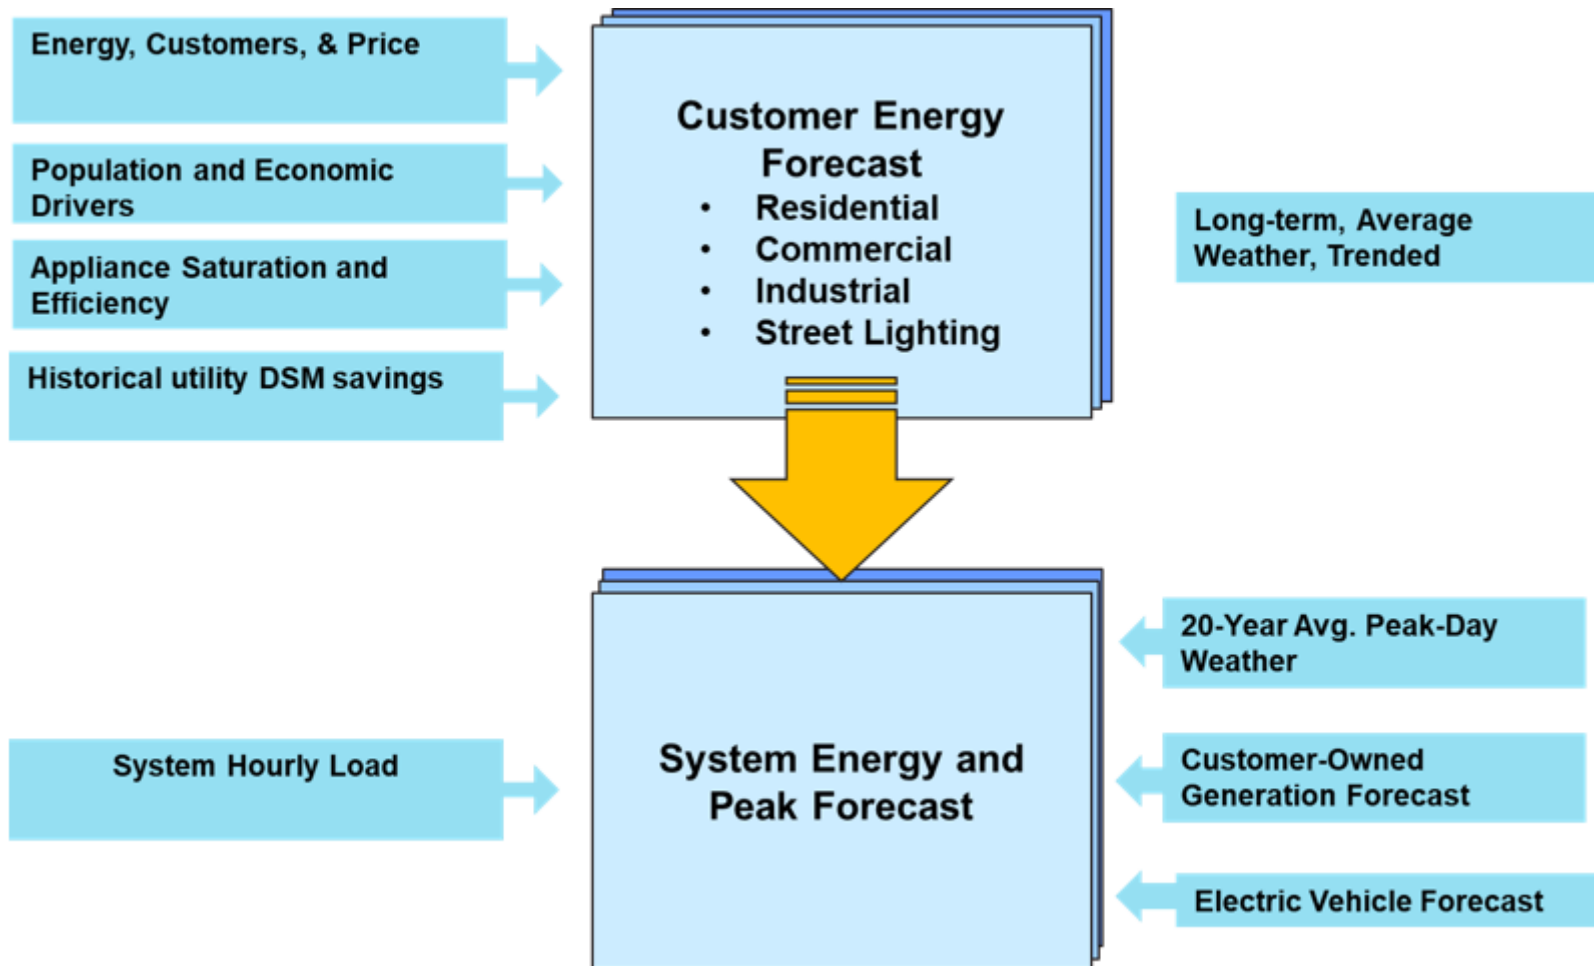 Energy, Customers, & Price
Population and Economic
Drivers
Appliance Saturation and
Efficiency
Historical utility DSM savings
Customer Energy
Forecast
• Residential
• Commercial
• Industrial
• Street Lighting
Long-term, Average
Weather, Trended
System Hourly Load
System Energy and
Peak Forecast
20-Year Avg. Peak-Day
Weather
Customer-Owned
Generation Forecast
Electric Vehicle Forecast